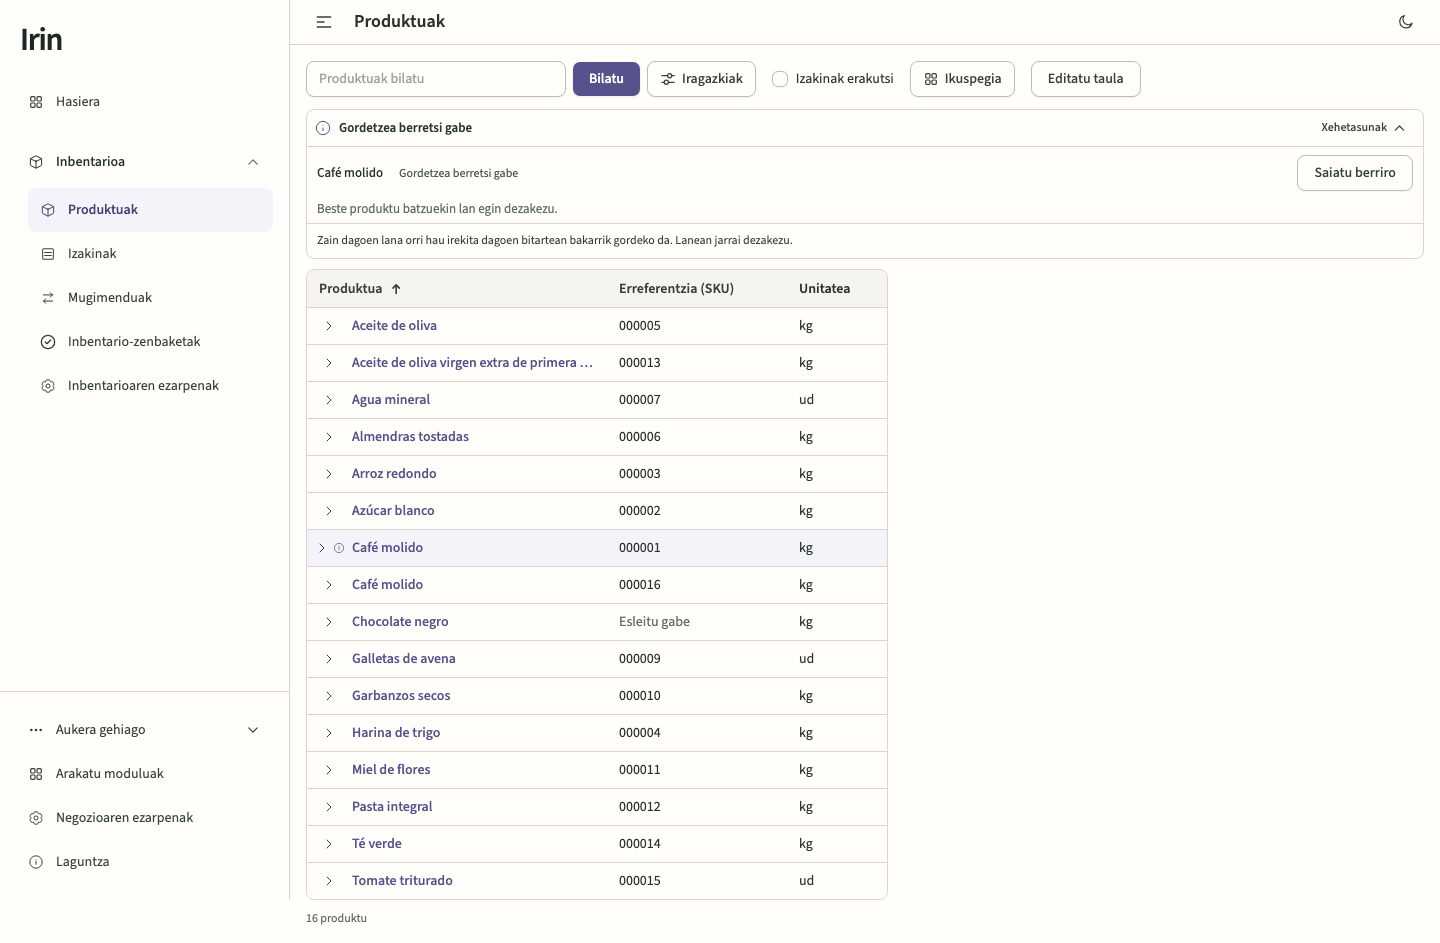 Irin
Hasiera
Inbentarioa
Produktuak
Izakinak
Mugimenduak
Inbentario-zenbaketak
Inbentarioaren ezarpenak
Aukera gehiago
Arakatu moduluak
Negozioaren ezarpenak
Laguntza
Produktuak
Produktuak bilatu Bilatu Iragazkiak Izakinak erakutsi Ikuspegia Editatu taula
Gordetzea berretsi gabe Xehetasunak
Café molido Gordetzea berretsi gabe Saiatu berriro
Beste produktu batzuekin lan egin dezakezu.
Zain dagoen lana orri hau irekita dagoen bitartean bakarrik gordeko da. Lanean jarrai dezakezu.
Produktua Erreferentzia (SKU) Unitatea
Aceite de oliva 000005 kg
Aceite de oliva virgen extra de primera ... 000013 kg
Agua mineral 000007 ud
Almendras tostadas 000006 kg
Arroz redondo 000003 kg
Azúcar blanco 000002 kg
Café molido 000001 kg
Café molido 000016 kg
Chocolate negro Esleitu gabe kg
Galletas de avena 000009 ud
Garbanzos secos 000010 kg
Harina de trigo 000004 kg
Miel de flores 000011 kg
Pasta integral 000012 kg
Té verde 000014 kg
Tomate triturado 000015 ud
16 produktu